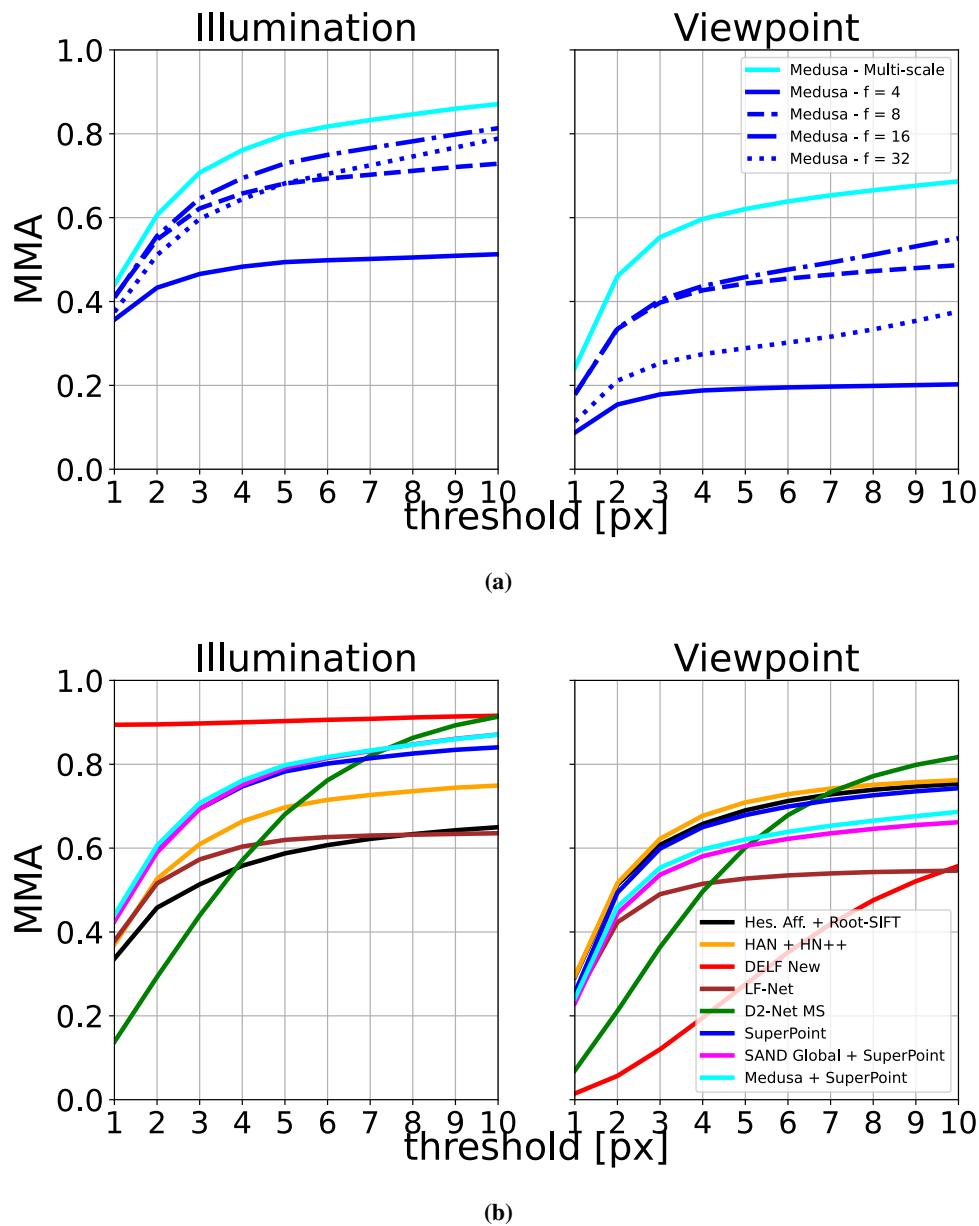 Illumination
Viewpoint
MMA
1.0
0.8
0.6
0.4
0.2
0.0
Medusa - Multi-scale
Medusa - f = 4
Medusa - f = 8
Medusa - f = 16
Medusa - f = 32
1 2 3 4 5 6 7 8 9 10
1 2 3 4 5 6 7 8 9 10
threshold [px]
(a)
Illumination
Viewpoint
MMA
1.0
0.8
0.6
0.4
0.2
0.0
Hes. Aff. + Root-SIFT
HAN + HN++
DELF New
LF-Net
D2-Net MS
SuperPoint
SAND Global + SuperPoint
Medusa + SuperPoint
1 2 3 4 5 6 7 8 9 10
1 2 3 4 5 6 7 8 9 10
threshold [px]
(b)